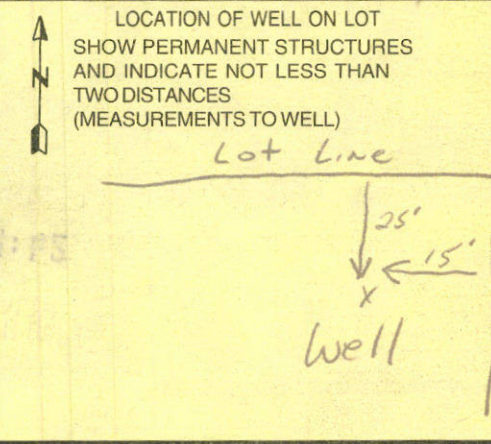 LOCATION OF WELL ON LOT
SHOW PERMANENT STRUCTURES
AND INDICATE NOT LESS THAN
TWO DISTANCES
(MEASUREMENTS TO WELL)
N
Lot Line
25'
15'
x
Well